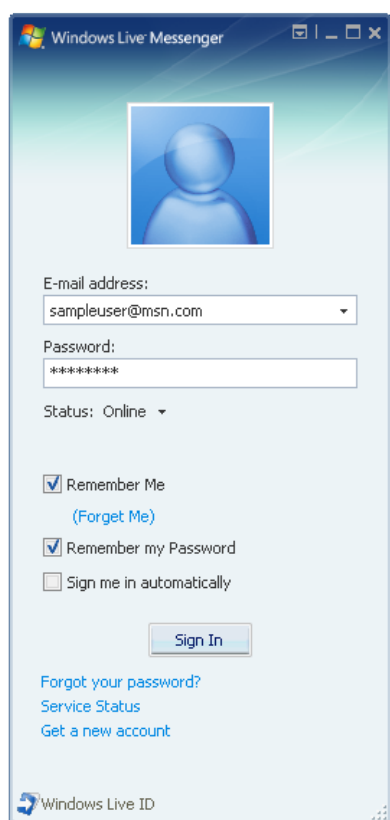 Windows Live Messenger
E-mail address:
sampleuser@msn.com
Password:
********
Status: Online
Remember Me
(Forget Me)
Remember my Password
Sign me in automatically
Sign In
Forgot your password?
Service Status
Get a new account
Windows Live ID